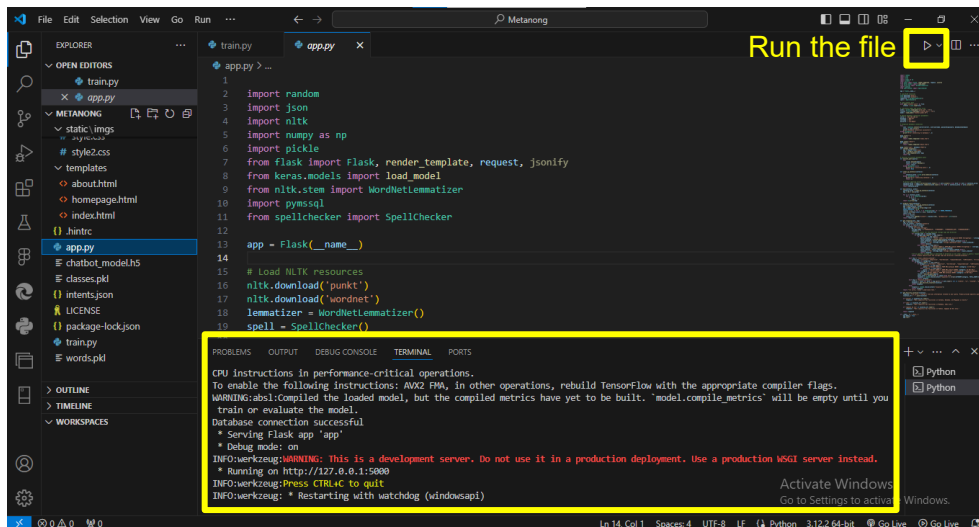 File Edit Selection View Go Run ... Metanong
EXPLORER ...
OPEN EDITORS
train.py
app.py
METANONG
static\imgs
style.css
style2.css
templates
about.html
homepage.html
index.html
.hintrc
app.py
chatbot_model.h5
classes.pkl
intents.json
LICENSE
package-lock.json
train.py
words.pkl
OUTLINE
TIMELINE
WORKSPACES
train.py app.py
Run the file
app.py > ...
1
2 import random
3 import json
4 import nltk
5 import numpy as np
6 import pickle
7 from flask import Flask, render_template, request, jsonify
8 from keras.models import load_model
9 from nltk.stem import WordNetLemmatizer
10 import pymssql
11 from spellchecker import SpellChecker
12
13 app = Flask(__name__)
14
15 # Load NLTK resources
16 nltk.download('punkt')
17 nltk.download('wordnet')
18 lemmatizer = WordNetLemmatizer()
19 spell = SpellChecker()
PROBLEMS OUTPUT DEBUG CONSOLE TERMINAL PORTS
CPU instructions in performance-critical operations.
To enable the following instructions: AVX2 FMA, in other operations, rebuild TensorFlow with the appropriate compiler flags.
WARNING:absl:Compiled the loaded model, but the compiled metrics have yet to be built. `model.compile_metrics` will be empty until you
train or evaluate the model.
Database connection successful
* Serving Flask app 'app'
* Debug mode: on
INFO:werkzeug:WARNING: This is a development server. Do not use it in a production deployment. Use a production WSGI server instead.
* Running on http://127.0.0.1:5000
INFO:werkzeug:Press CTRL+C to quit
INFO:werkzeug: * Restarting with watchdog (windowsapi)
Python
Python
Activate Windows
Go to Settings to activate Windows.
0 0 0 Ln 14, Col 1 Spaces: 4 UTF-8 LF Python 3.12.2 64-bit Go Live Go Live